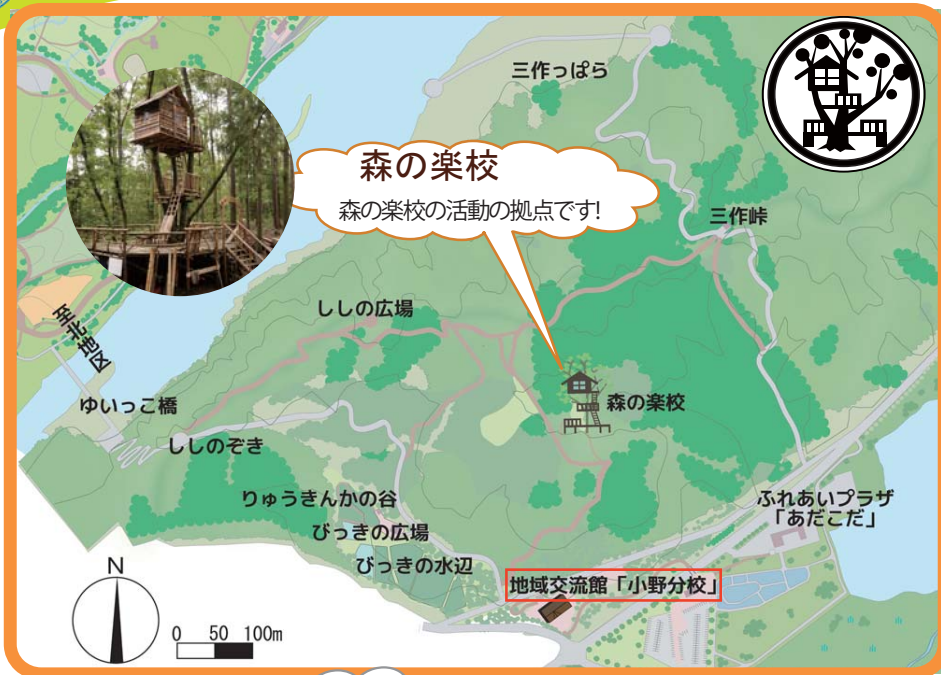 三作っぱら
森の楽校
森の楽校の活動の拠点です!
三作峠
ししの広場
至北地区
森の楽校
ゆいっこ橋
ししのぞき
りゅうきんかの谷
ふれあいプラザ
「あだこだ」
びっきの広場
びっきの水辺
地域交流館「小野分校」
N
0 50 100m